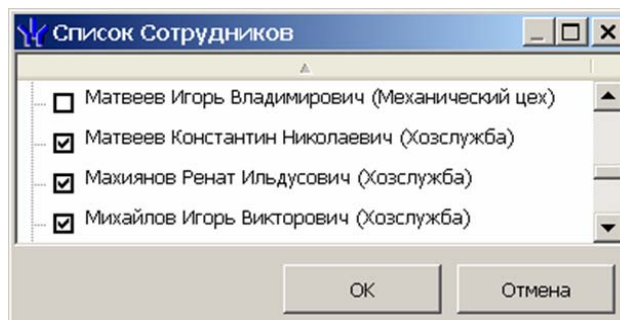 Список Сотрудников
Матвеев Игорь Владимирович (Механический цех)
Матвеев Константин Николаевич (Хозслужба)
Махиянов Ренат Ильдусович (Хозслужба)
Михайлов Игорь Викторович (Хозслужба)
ОК
Отмена